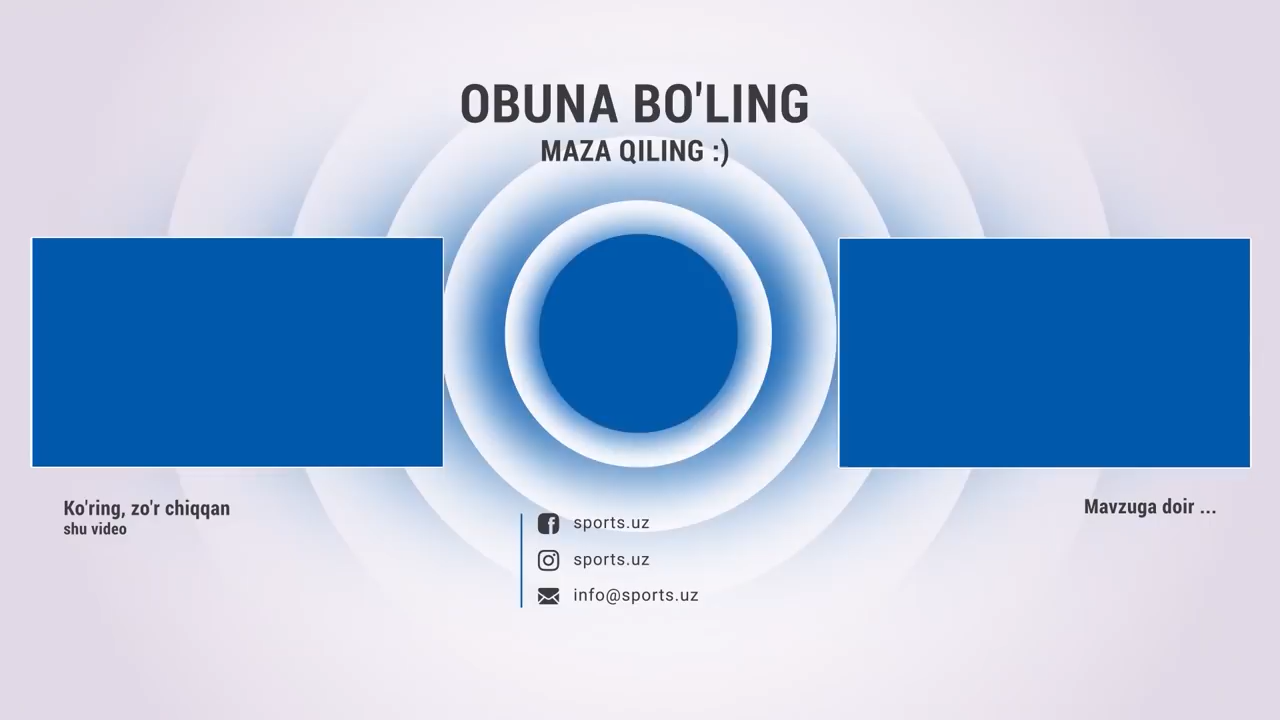 OBUNA BO'LING
MAZA QILING :)
Ko'ring, zo'r chiqqan
shu video
Mavzuga doir ...
sports.uz
sports.uz
info@sports.uz